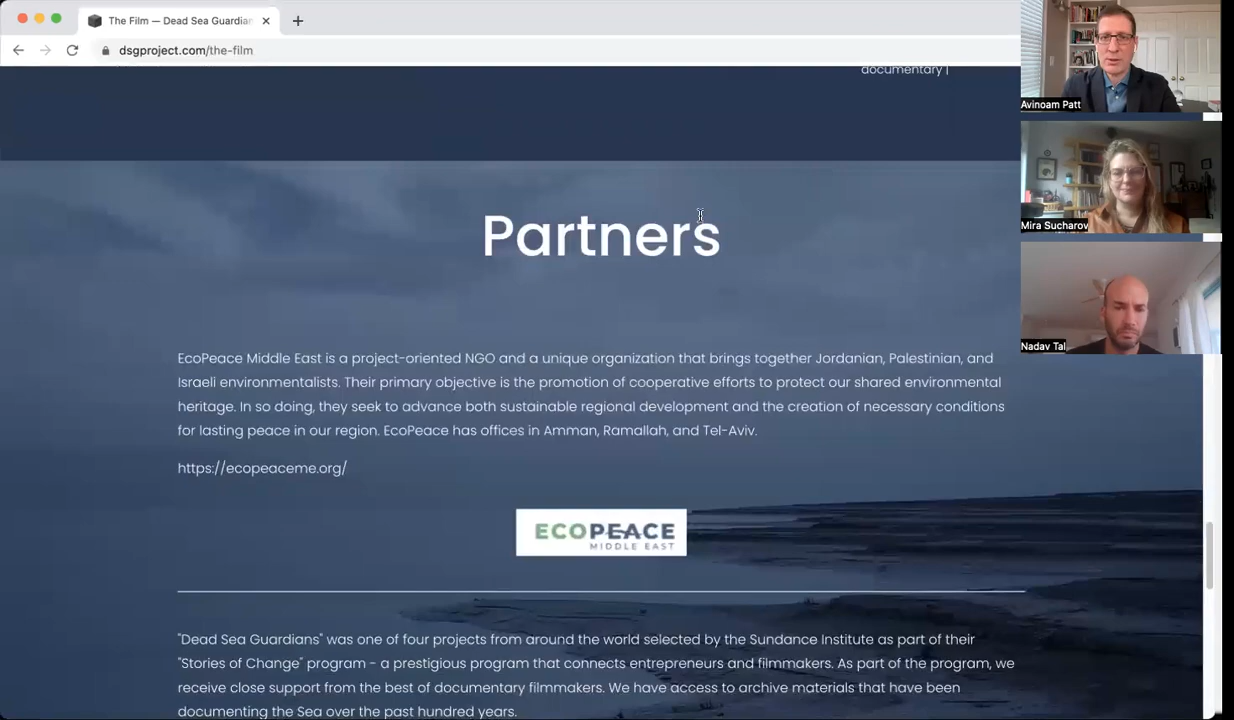 The Film — Dead Sea Guardian
dsgproject.com/the-film
documentary |
Avinoam Patt
Mira Sucharov
Nadav Tal
Partners
EcoPeace Middle East is a project-oriented NGO and a unique organization that brings together Jordanian, Palestinian, and
Israeli environmentalists. Their primary objective is the promotion of cooperative efforts to protect our shared environmental
heritage. In so doing, they seek to advance both sustainable regional development and the creation of necessary conditions
for lasting peace in our region. EcoPeace has offices in Amman, Ramallah, and Tel-Aviv.
https://ecopeaceme.org/
ECOPEACE
MIDDLE EAST
"Dead Sea Guardians" was one of four projects from around the world selected by the Sundance Institute as part of their
"Stories of Change" program - a prestigious program that connects entrepreneurs and filmmakers. As part of the program, we
receive close support from the best of documentary filmmakers. We have access to archive materials that have been
documenting the Sea over the past hundred years.